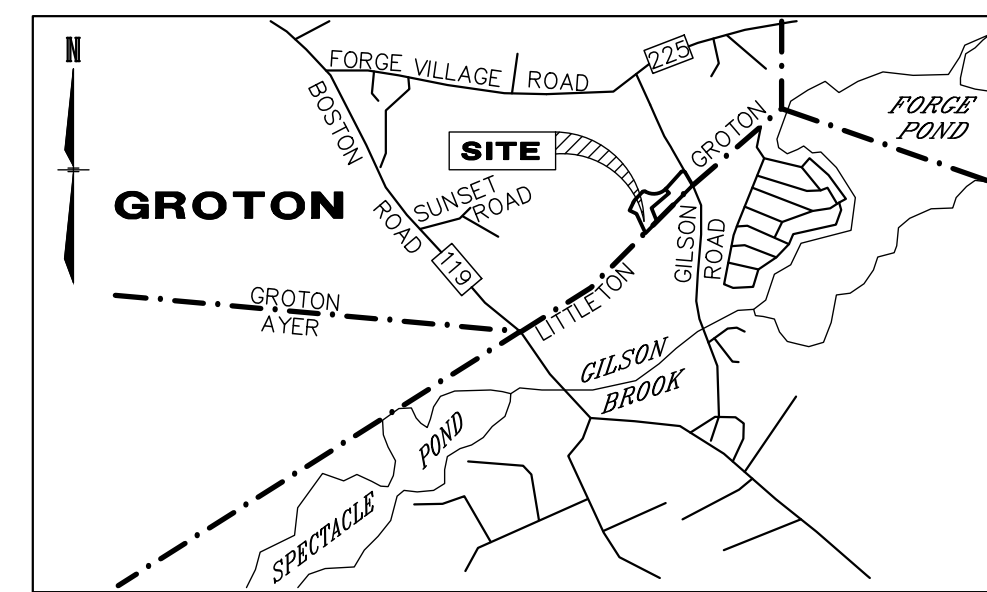 N
FORGE VILLAGE ROAD
225
BOSTON
ROAD
119
FORGE
POND
SITE
GROTON
GROTON
SUNSET
ROAD
GILSON
ROAD
LITTLETON
GROTON
AYER
GILSON
BROOK
SPECTACLE
POND